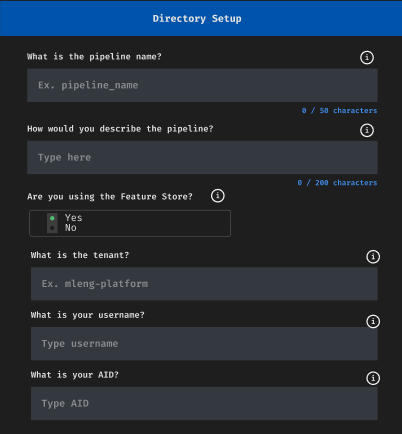 Directory Setup
What is the pipeline name?
Ex. pipeline_name
0 / 50 characters
How would you describe the pipeline?
Type here
0 / 200 characters
Are you using the Feature Store?
Yes
No
What is the tenant?
Ex. mleng-platform
What is your username?
Type username
What is your AID?
Type AID